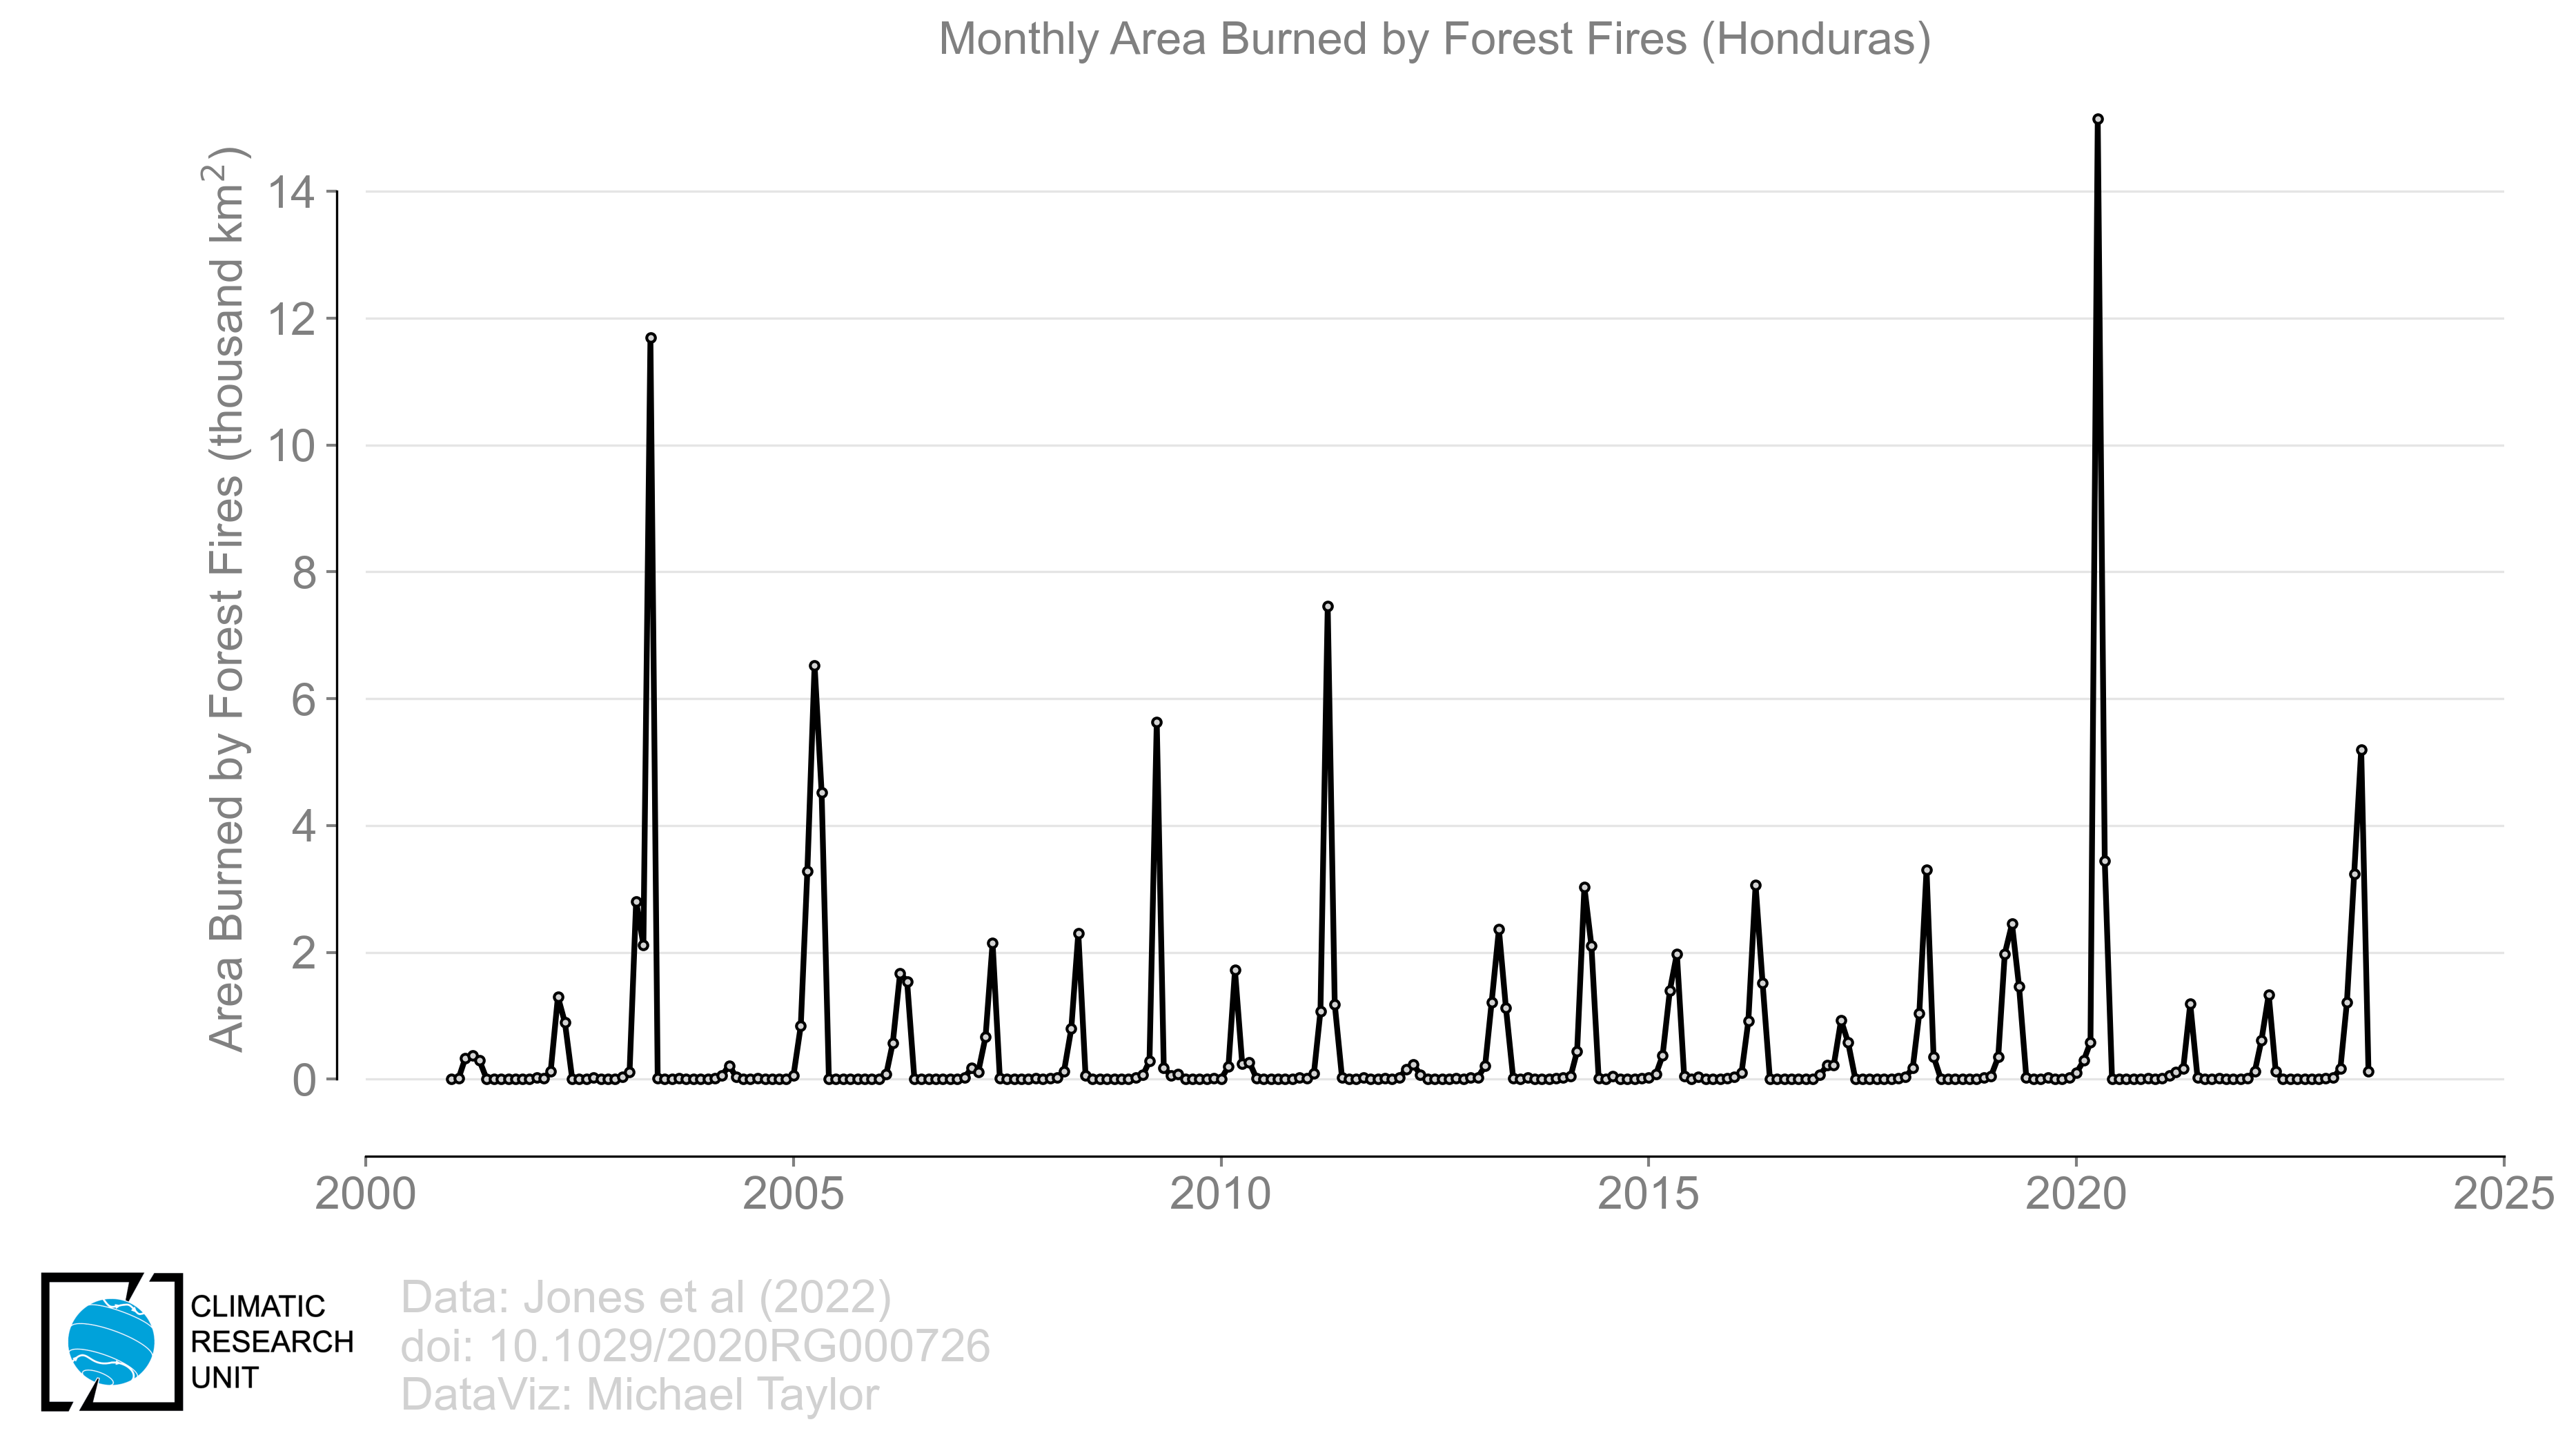 Monthly Area Burned by Forest Fires (Honduras)
Area Burned by Forest Fires (thousand km²)
14
12
10
8
6
4
2
0
2000 2005 2010 2015 2020 2025
CLIMATIC
RESEARCH
UNIT
Data: Jones et al (2022)
doi: 10.1029/2020RG000726
DataViz: Michael Taylor